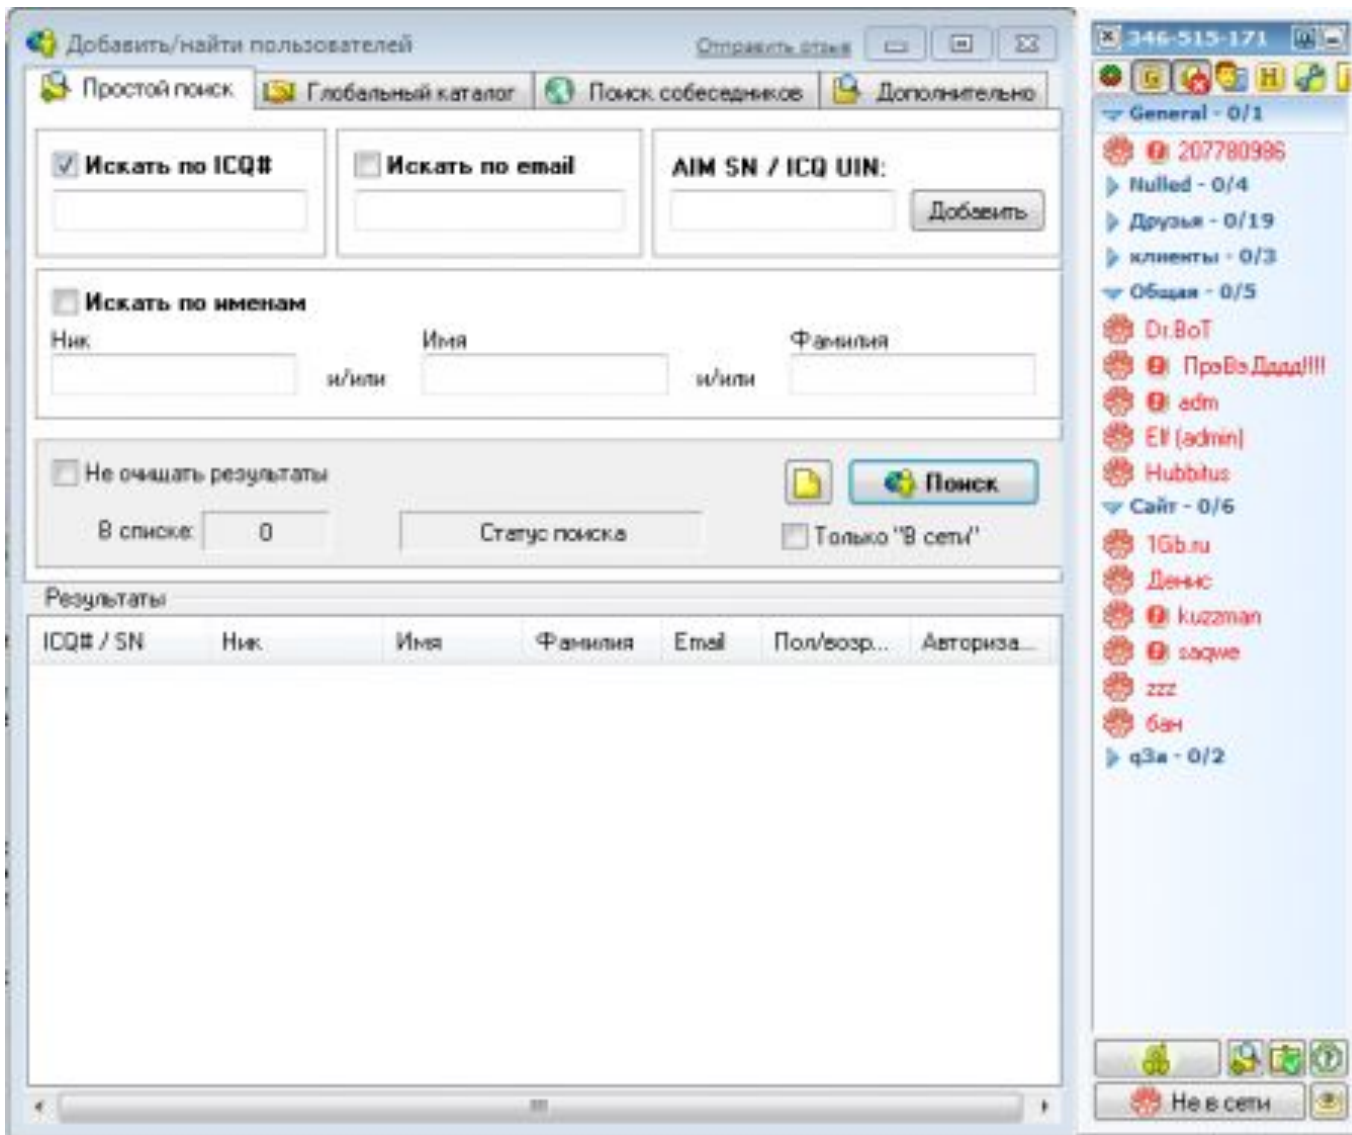 Добавить/найти пользователей Отправить отзыв
Простой поиск Глобальный каталог Поиск собеседников Дополнительно
Искать по ICQ# Искать по email AIM SN / ICQ UIN:
Добавить
Искать по именам
Ник Имя Фамилия
и/или и/или
Не очищать результаты Поиск
В списке: 0 Статус поиска Только "В сети"
Результаты
ICQ# / SN Ник Имя Фамилия Email Пол/возр... Авториза...
346-515-171
General - 0/1
207780986
Nulled - 0/4
Друзья - 0/19
клиенты - 0/3
Общая - 0/5
Dr.BoT
ПрэВэДддд!!!!
adm
Elf (admin)
Hubbitus
Сайт - 0/6
1Gb.ru
Денис
kuzzman
saqwe
zzz
бан
q3a - 0/2
Не в сети